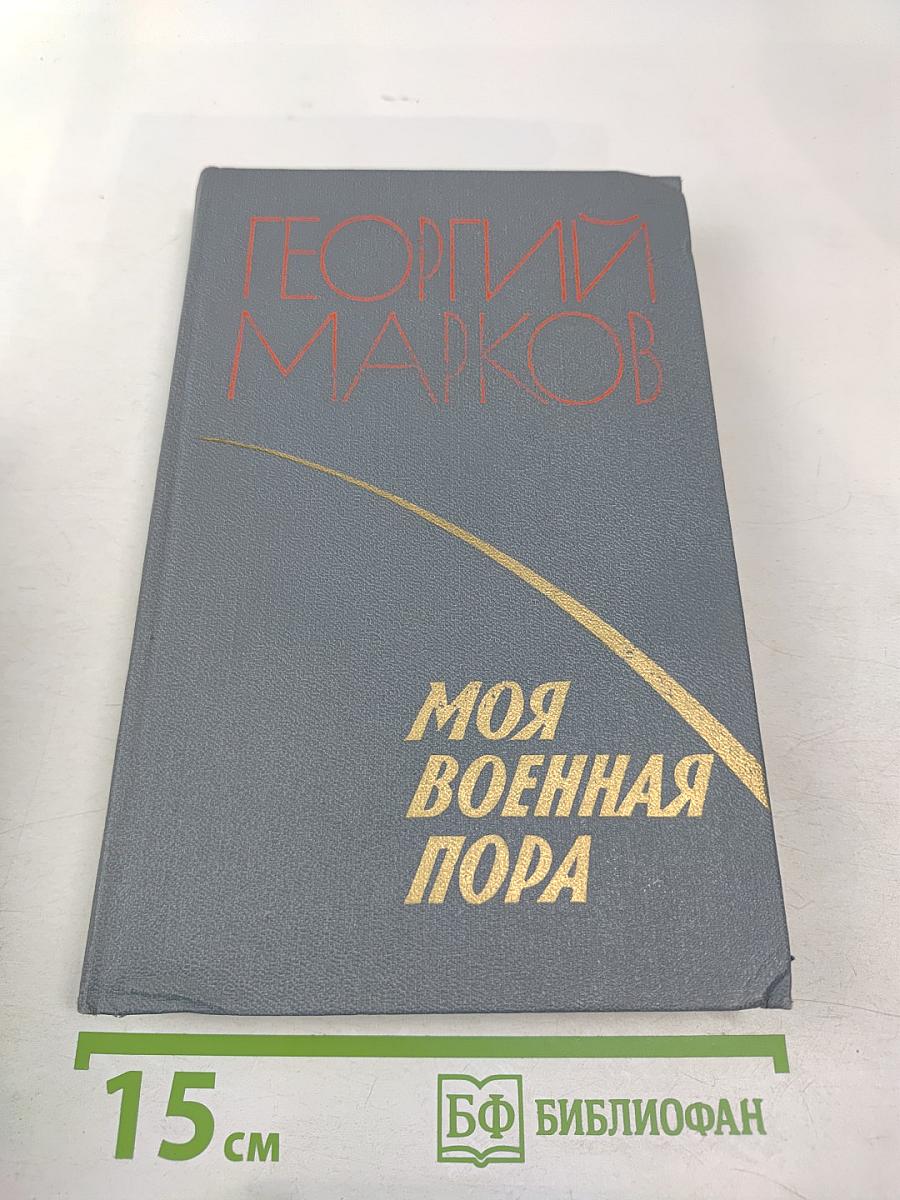 ГЕОРГИЙ
МАРКОВ
МОЯ
ВОЕННАЯ
ПОРА
15 см
БФ БИБЛИОФАН